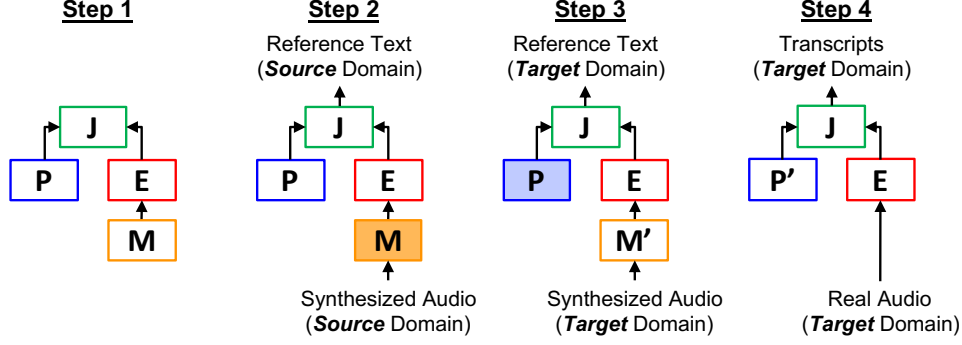 Step 1
J
P
E
M
Step 2
Reference Text
(Source Domain)
J
P
E
M
Synthesized Audio
(Source Domain)
Step 3
Reference Text
(Target Domain)
J
P
E
M'
Synthesized Audio
(Target Domain)
Step 4
Transcripts
(Target Domain)
J
P'
E
Real Audio
(Target Domain)